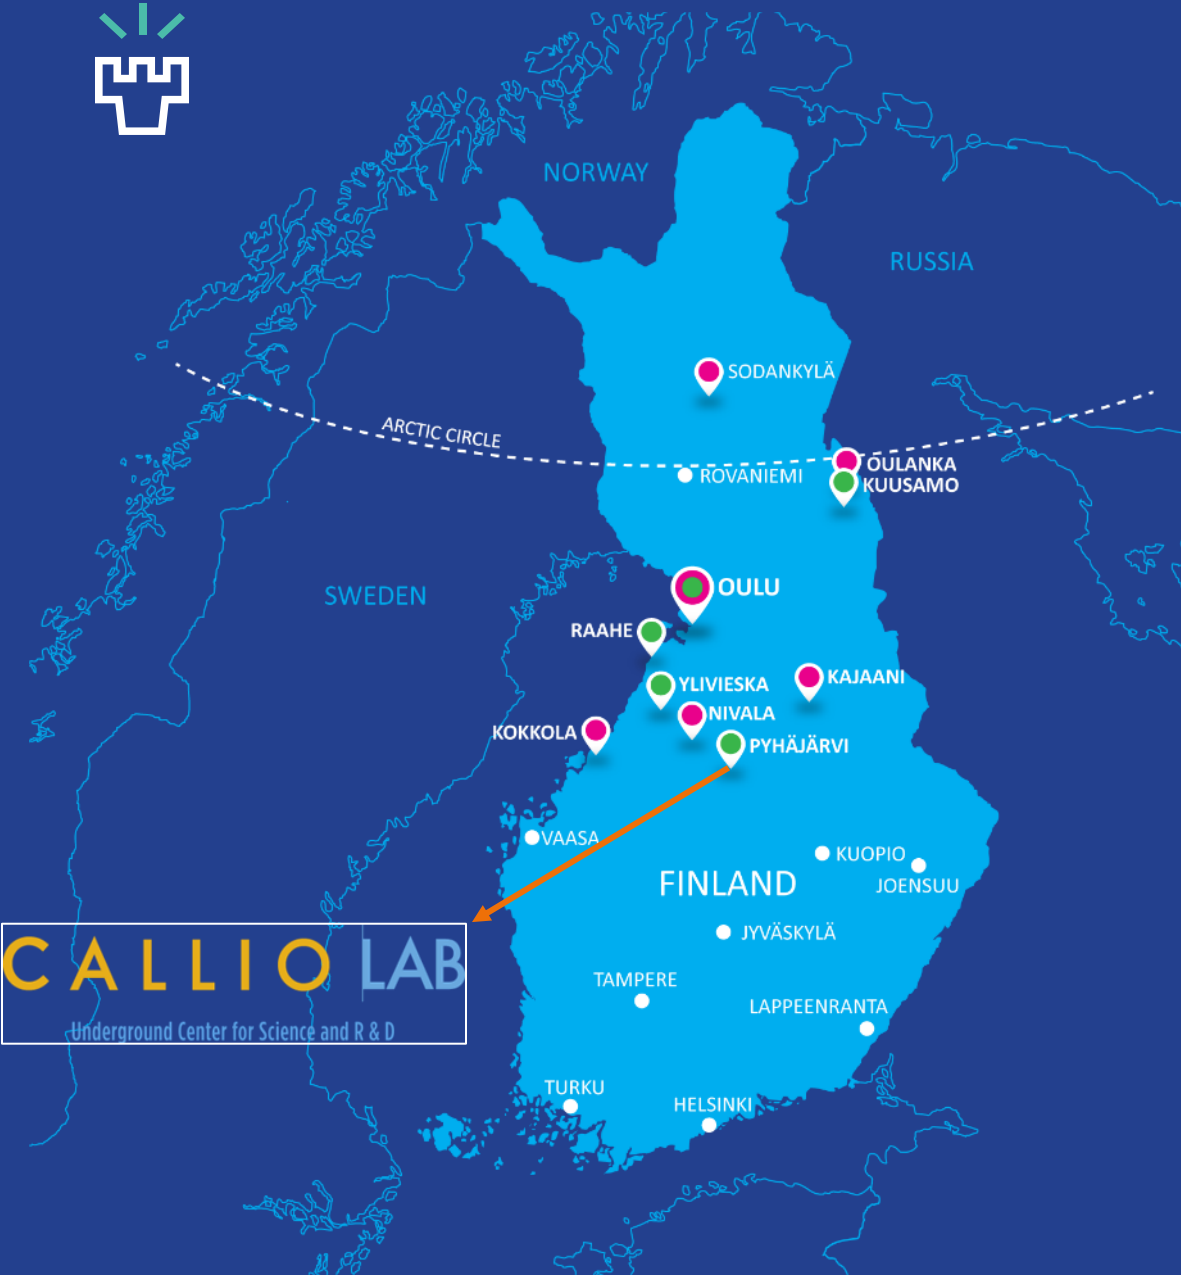 NORWAY
RUSSIA
SODANKYLÄ
ARCTIC CIRCLE
OULANKA
ROVANIEMI
KUUSAMO
OULU
SWEDEN
RAAHE
KAJAANI
YLIVIESKA
NIVALA
KOKKOLA
PYHÄJÄRVI
VAASA
KUOPIO
FINLAND
JOENSUU
JYVÄSKYLÄ
CALLIO LAB
TAMPERE
LAPPEENRANTA
Underground Center for Science and R & D
TURKU
HELSINKI